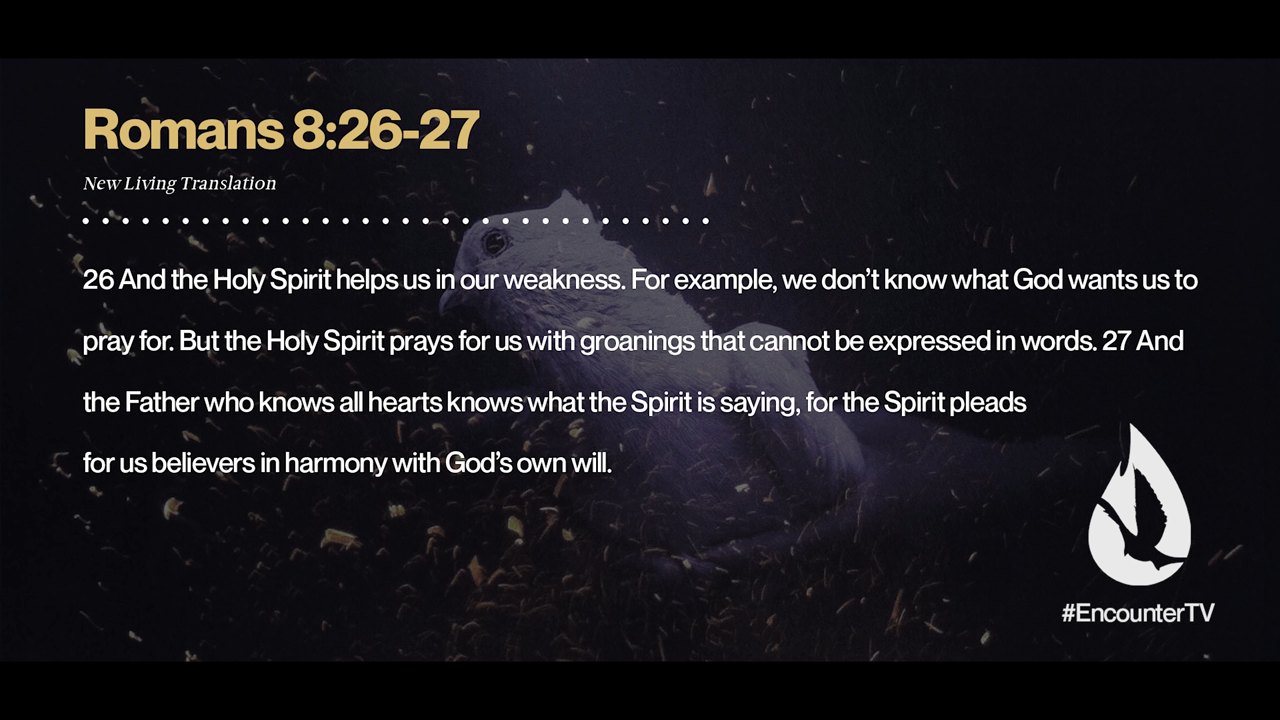 Romans 8:26-27
New Living Translation
26 And the Holy Spirit helps us in our weakness. For example, we don’t know what God wants us to
pray for. But the Holy Spirit prays for us with groanings that cannot be expressed in words. 27 And
the Father who knows all hearts knows what the Spirit is saying, for the Spirit pleads
for us believers in harmony with God’s own will.
#EncounterTV